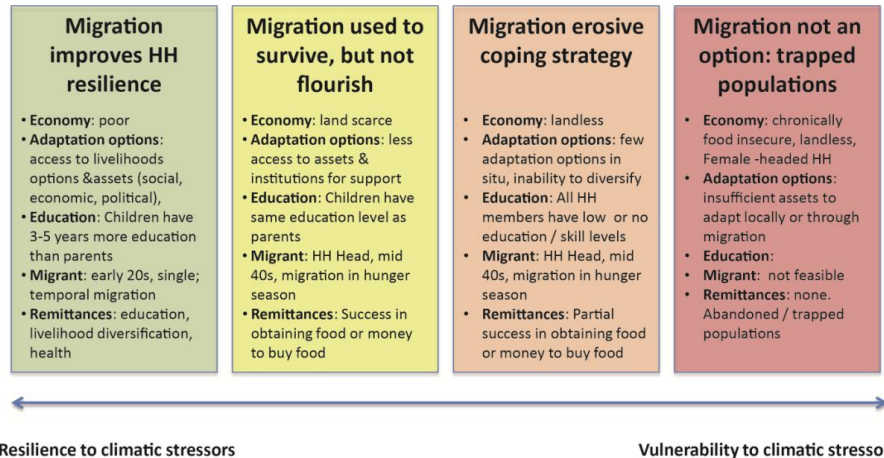 Migration
improves HH
resilience
• Economy: poor
• Adaptation options:
access to livelihoods
options &assets (social,
economic, political),
• Education: Children have
3-5 years more education
than parents
• Migrant: early 20s, single;
temporal migration
• Remittances: education,
livelihood diversification,
health
Migration used to
survive, but not
flourish
• Economy: land scarce
• Adaptation options: less
access to assets &
institutions for support
• Education: Children have
same education level as
parents
• Migrant: HH Head, mid
40s, migration in hunger
season
• Remittances: Success in
obtaining food or money
to buy food
Migration erosive
coping strategy
• Economy: landless
• Adaptation options: few
adaptation options in
situ, inability to diversify
• Education: All HH
members have low or no
education / skill levels
• Migrant: HH Head, mid
40s, migration in hunger
season
• Remittances: Partial
success in obtaining food
or money to buy food
Migration not an
option: trapped
populations
• Economy: chronically
food insecure, landless,
Female -headed HH
• Adaptation options:
insufficient assets to
adapt locally or through
migration
• Education:
• Migrant: not feasible
• Remittances: none.
Abandoned / trapped
populations
Resilience to climatic stressors
Vulnerability to climatic stresso